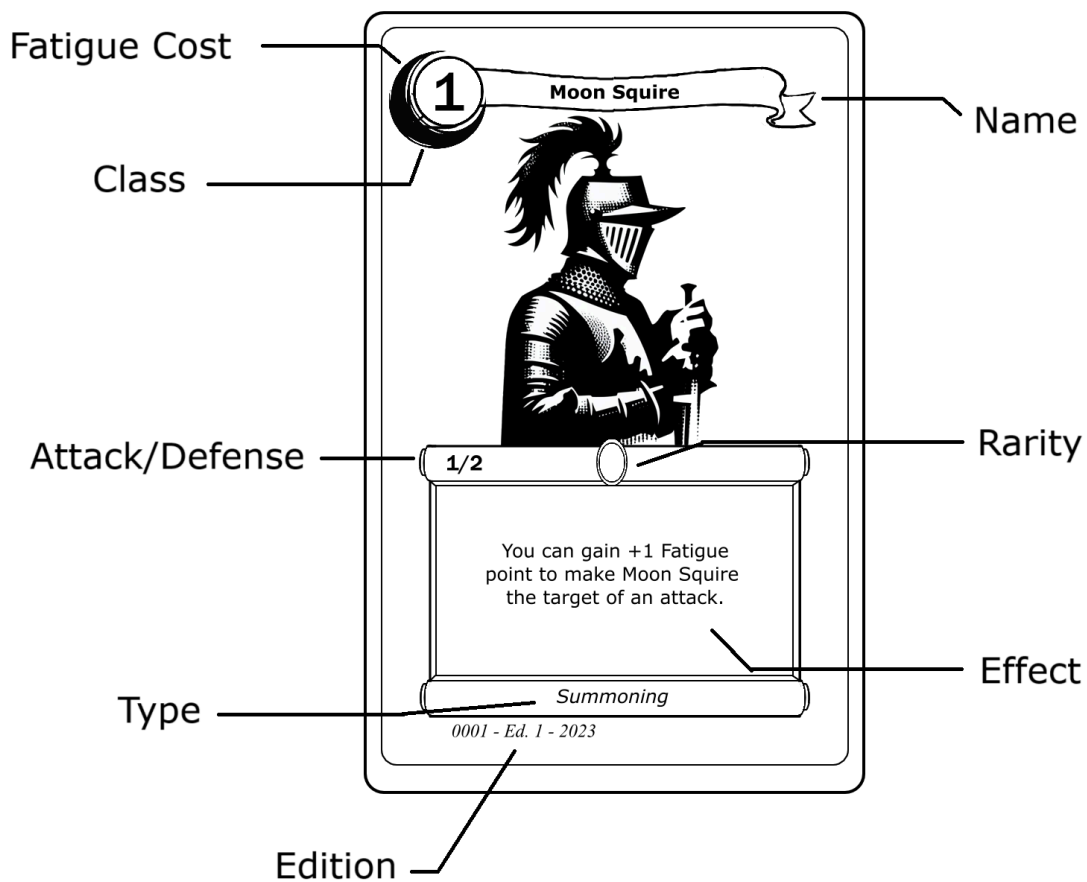 Fatigue Cost
1
Moon Squire
Name
Class
Attack/Defense
1/2
Rarity
You can gain +1 Fatigue
point to make Moon Squire
the target of an attack.
Effect
Type
Summoning
0001 - Ed. 1 - 2023
Edition